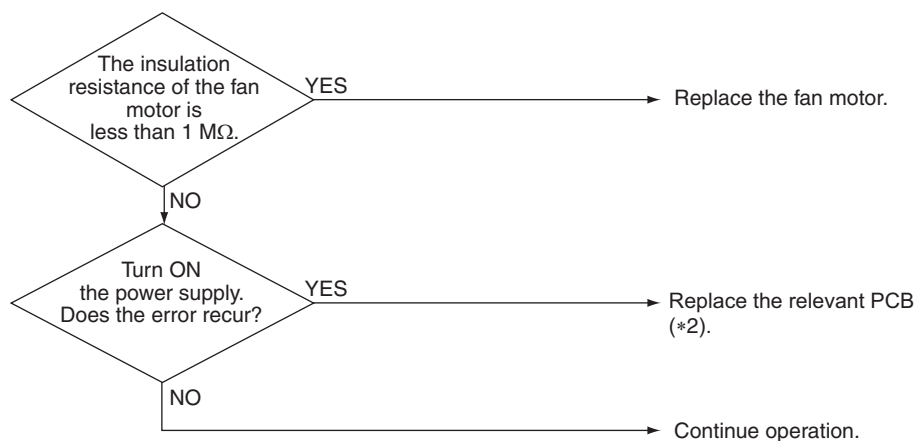 The insulation
resistance of the fan
motor is
less than 1 MΩ.
YES
Replace the fan motor.
NO
Turn ON
the power supply.
Does the error recur?
YES
Replace the relevant PCB
(*2).
NO
Continue operation.